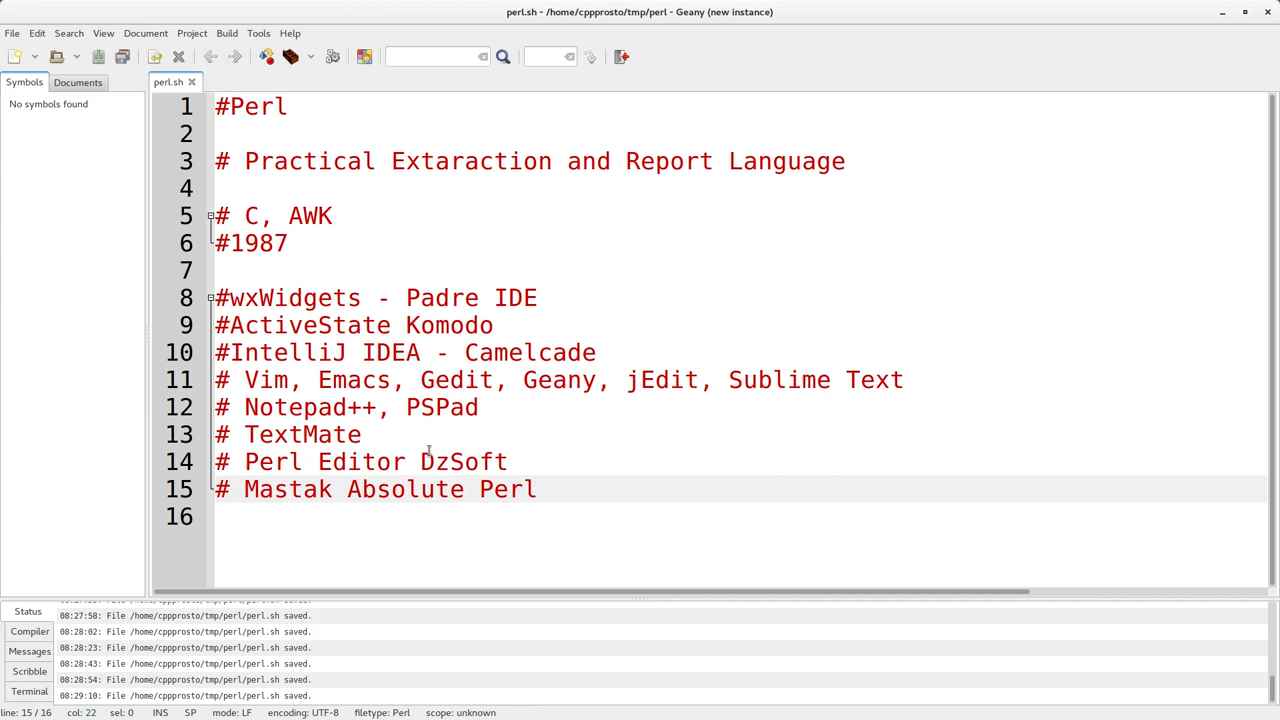 perl.sh - /home/cppprosto/tmp/perl - Geany (new instance)
File Edit Search View Document Project Build Tools Help
Symbols Documents perl.sh
No symbols found
1 #Perl
2
3 # Practical Extaraction and Report Language
4
5 # C, AWK
6 #1987
7
8 #wxWidgets - Padre IDE
9 #ActiveState Komodo
10 #IntelliJ IDEA - Camelcade
11 # Vim, Emacs, Gedit, Geany, jEdit, Sublime Text
12 # Notepad++, PSPad
13 # TextMate
14 # Perl Editor DzSoft
15 # Mastak Absolute Perl
16
Status
Compiler
Messages
Scribble
Terminal
08:27:58: File /home/cppprosto/tmp/perl/perl.sh saved.
08:28:02: File /home/cppprosto/tmp/perl/perl.sh saved.
08:28:23: File /home/cppprosto/tmp/perl/perl.sh saved.
08:28:43: File /home/cppprosto/tmp/perl/perl.sh saved.
08:28:54: File /home/cppprosto/tmp/perl/perl.sh saved.
08:29:10: File /home/cppprosto/tmp/perl/perl.sh saved.
line: 15 / 16 col: 22 sel: 0 INS SP mode: LF encoding: UTF-8 filetype: Perl scope: unknown